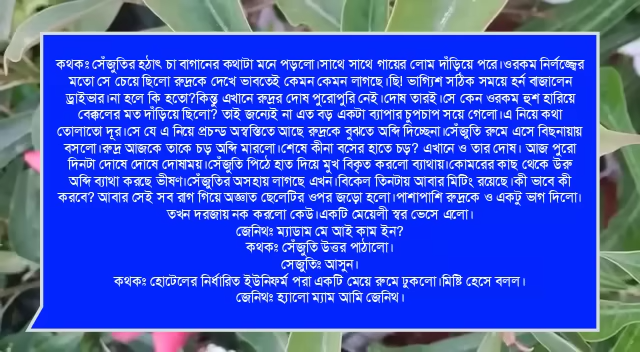 কথকঃ সেঁজুতির হঠাৎ চা বাগানের কথাটা মনে পড়লো।সাথে সাথে গায়ের লোম দাঁড়িয়ে পরে।ওরকম নির্লজ্জের
মতো সে চেয়ে ছিলো রুদ্রকে দেখে ভাবতেই কেমন কেমন লাগছে।ছি! ভাগ্যিশ সঠিক সময়ে হর্ন বাজালেন
ড্রাইভার।না হলে কি হতো?কিন্তু এখানে রুদ্রর দোষ পুরোপুরি নেই।দোষ তারই।সে কেন ওরকম হুশ হারিয়ে
বেক্কলের মত দাঁড়িয়ে ছিলো? তাই জন্যেই না এত বড় একটা ব্যাপার চুপচাপ সয়ে গেলো।এ নিয়ে কথা
তোলাতো দূর।সে যে এ নিয়ে প্রচন্ড অস্বস্তিতে আছে রুদ্রকে বুঝতে অব্দি দিচ্ছেনা।সেঁজুতি রুমে এসে বিছনায়ায়
বসলো।রুদ্র আজকে তাকে চড় অব্দি মারলো।শেষে কীনা বসের হাতে চড়? এখানে ও তার দোষ। আজ পুরো
দিনটা দোষে দোষে দোষাময়।সেঁজুতি পিঠে হাত দিয়ে মুখ বিকৃত করলো ব্যাথায়।কোমরের কাছ থেকে উরু
অব্দি ব্যাথা করছে ভীষণ।সেঁজুতির অসহায় লাগছে এখন।বিকেল তিনটায় আবার মিটিং রয়েছে।কী ভাবে কী
করবে? আবার সেই সব রাগ গিয়ে অজ্ঞাত ছেলেটির ওপর জড়ো হলো।পাশাপাশি রুদ্রকে ও একটু ভাগ দিলো।
তখন দরজায় নক করলো কেউ।একটি মেয়েলী স্বর ভেসে এলো।
জেনিথঃ ম্যাডাম মে আই কাম ইন?
কথকঃ সেঁজুতি উত্তর পাঠালো।
সেজুতিঃ আসুন।
কথকঃ হোটেলের নির্ধারিত ইউনিফর্ম পরা একটি মেয়ে রুমে ঢুকলো।মিষ্টি হেসে বলল।
জেনিথঃ হ্যালো ম্যাম আমি জেনিথ।